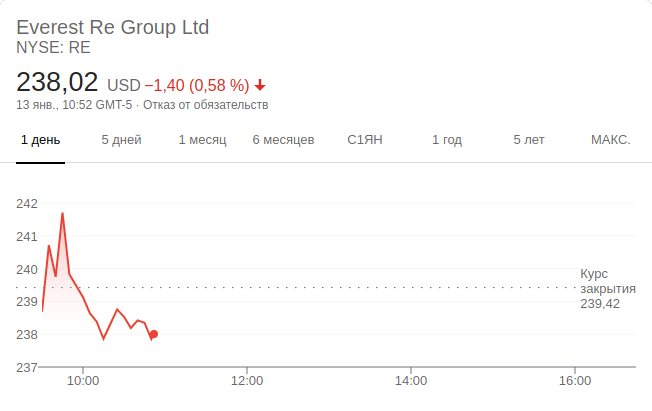 Everest Re Group Ltd
NYSE: RE
238,02 USD −1,40 (0,58 %)
13 янв., 10:52 GMT-5 · Отказ от обязательств
1 день 5 дней 1 месяц 6 месяцев С1ЯН 1 год 5 лет МАКС.
242
241
240
239
238
237
Курс
закрытия
239,42
10:00 12:00 14:00 16:00